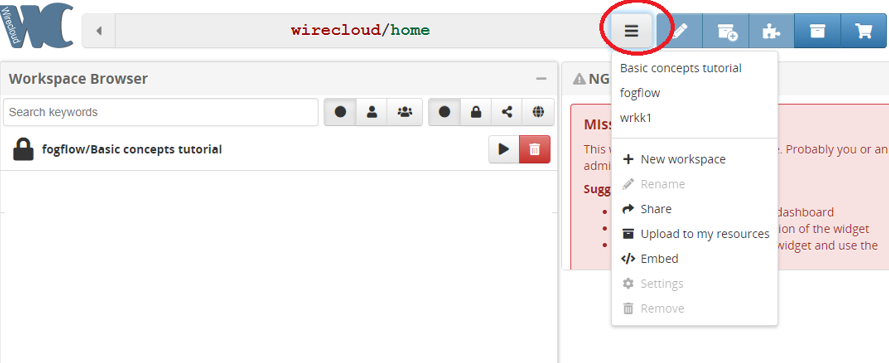 Wirecloud
WC
wirecloud/home
Workspace Browser
NG
Search keywords
fogflow/Basic concepts tutorial
Basic concepts tutorial
fogflow
wrkk1
New workspace
Rename
Share
Upload to my resources
Embed
Settings
Remove
MIss
This w
e. Probably you or an
admi
Sugg
dashboard
ion of the widget
widget and use the